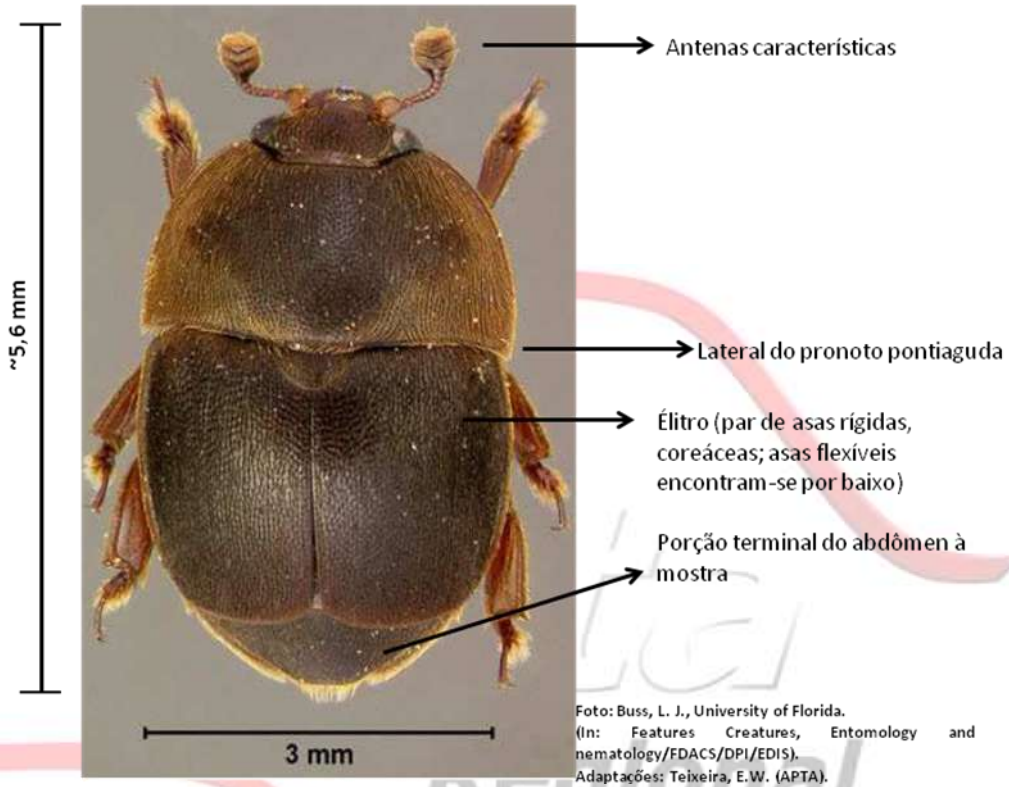 Antenas características
~5,6 mm
Lateral do pronoto pontiaguda
Élitro (par de asas rígidas,
coreáceas; asas flexíveis
encontram-se por baixo)
Porção terminal do abdômen à
mostra
3 mm
Foto: Buss, L. J., University of Florida.
(In: Features Creatures, Entomology and
nematology/FDACS/DPI/EDIS).
Adaptações: Teixeira, E.W. (APTA).